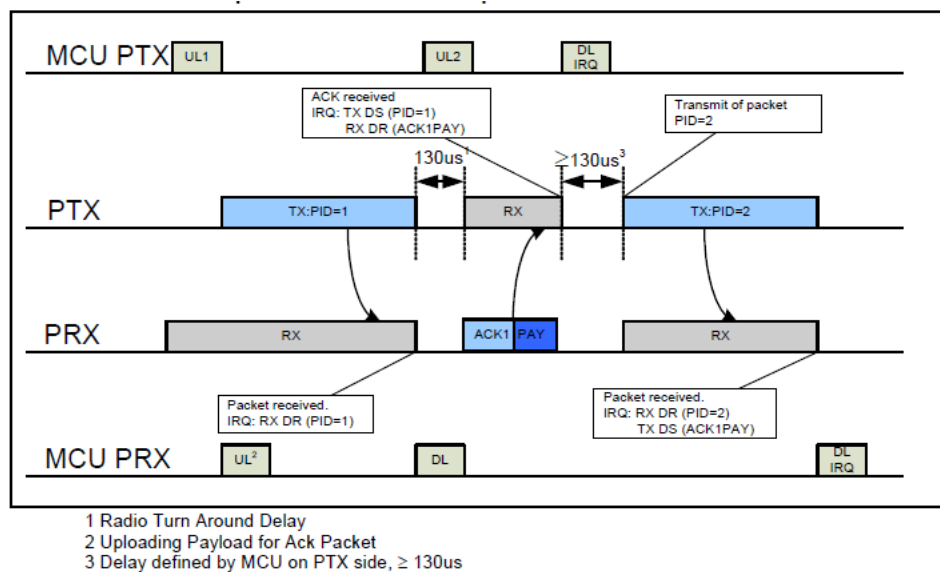 MCU PTX
UL1
UL2
DL
IRQ
ACK received
IRQ: TX DS (PID=1)
RX DR (ACK1PAY)
Transmit of packet
PID=2
130us1
≥130us3
PTX
TX:PID=1
RX
TX:PID=2
PRX
RX
ACK1 PAY
RX
Packet received.
IRQ: RX DR (PID=1)
Packet received.
IRQ: RX DR (PID=2)
TX DS (ACK1PAY)
MCU PRX
UL2
DL
DL
IRQ
1 Radio Turn Around Delay
2 Uploading Payload for Ack Packet
3 Delay defined by MCU on PTX side, ≥ 130us